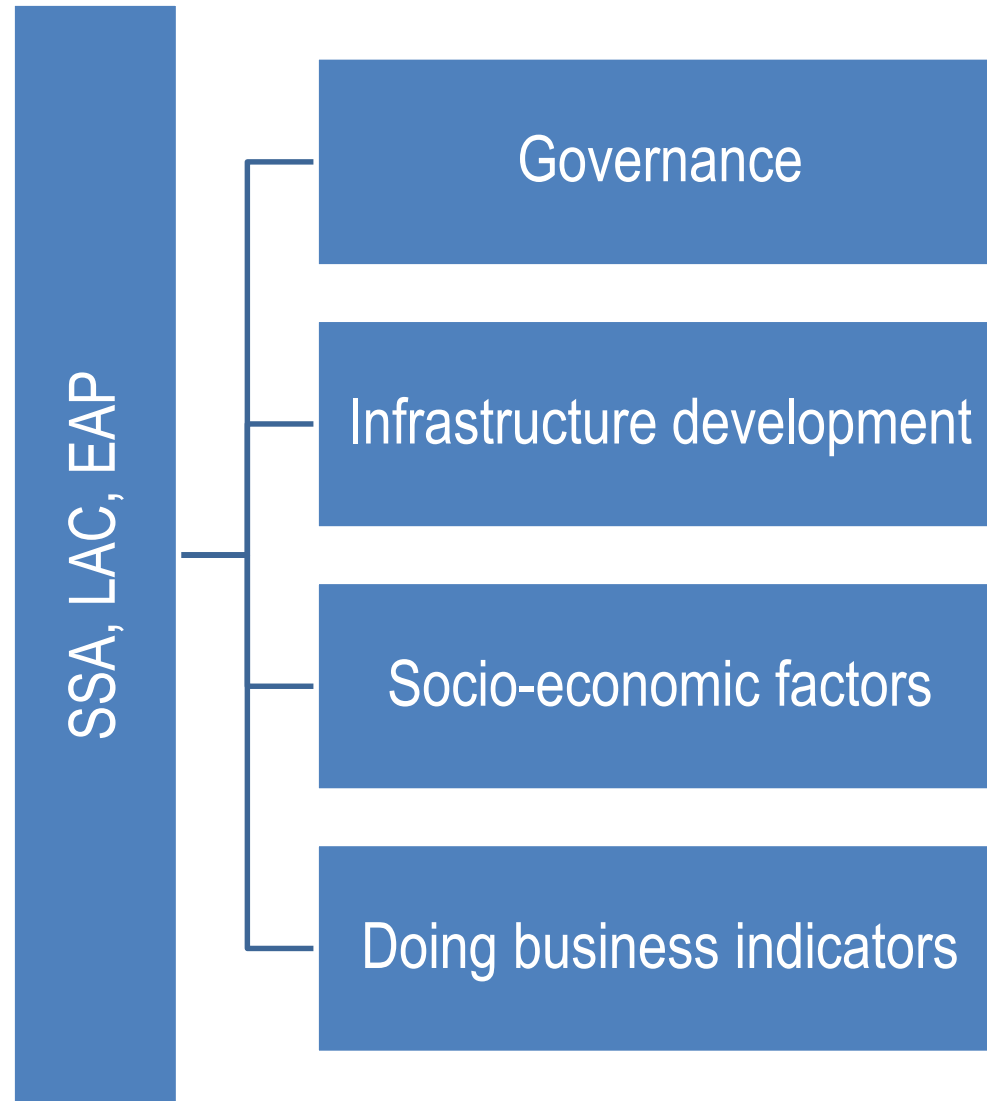 SSA, LAC, EAP
Governance
Infrastructure development
Socio-economic factors
Doing business indicators